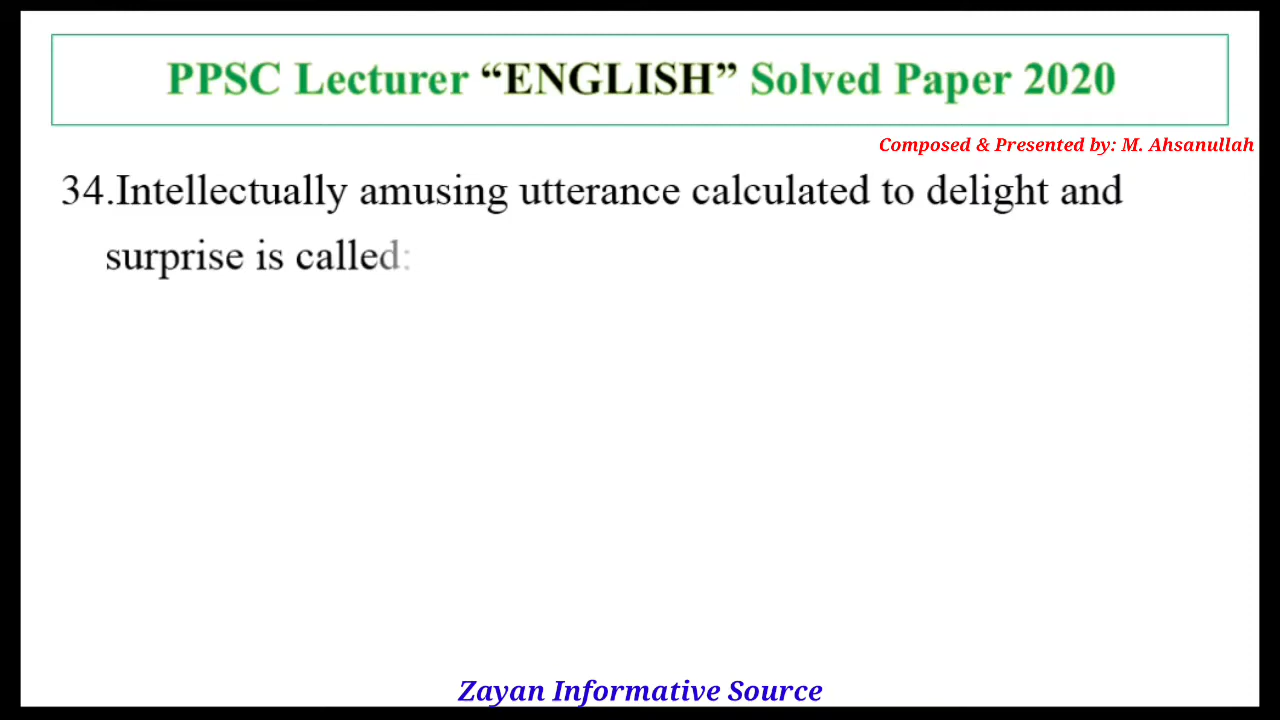 PPSC Lecturer “ENGLISH” Solved Paper 2020
Composed & Presented by: M. Ahsanullah
34.Intellectually amusing utterance calculated to delight and
surprise is called:
Zayan Informative Source